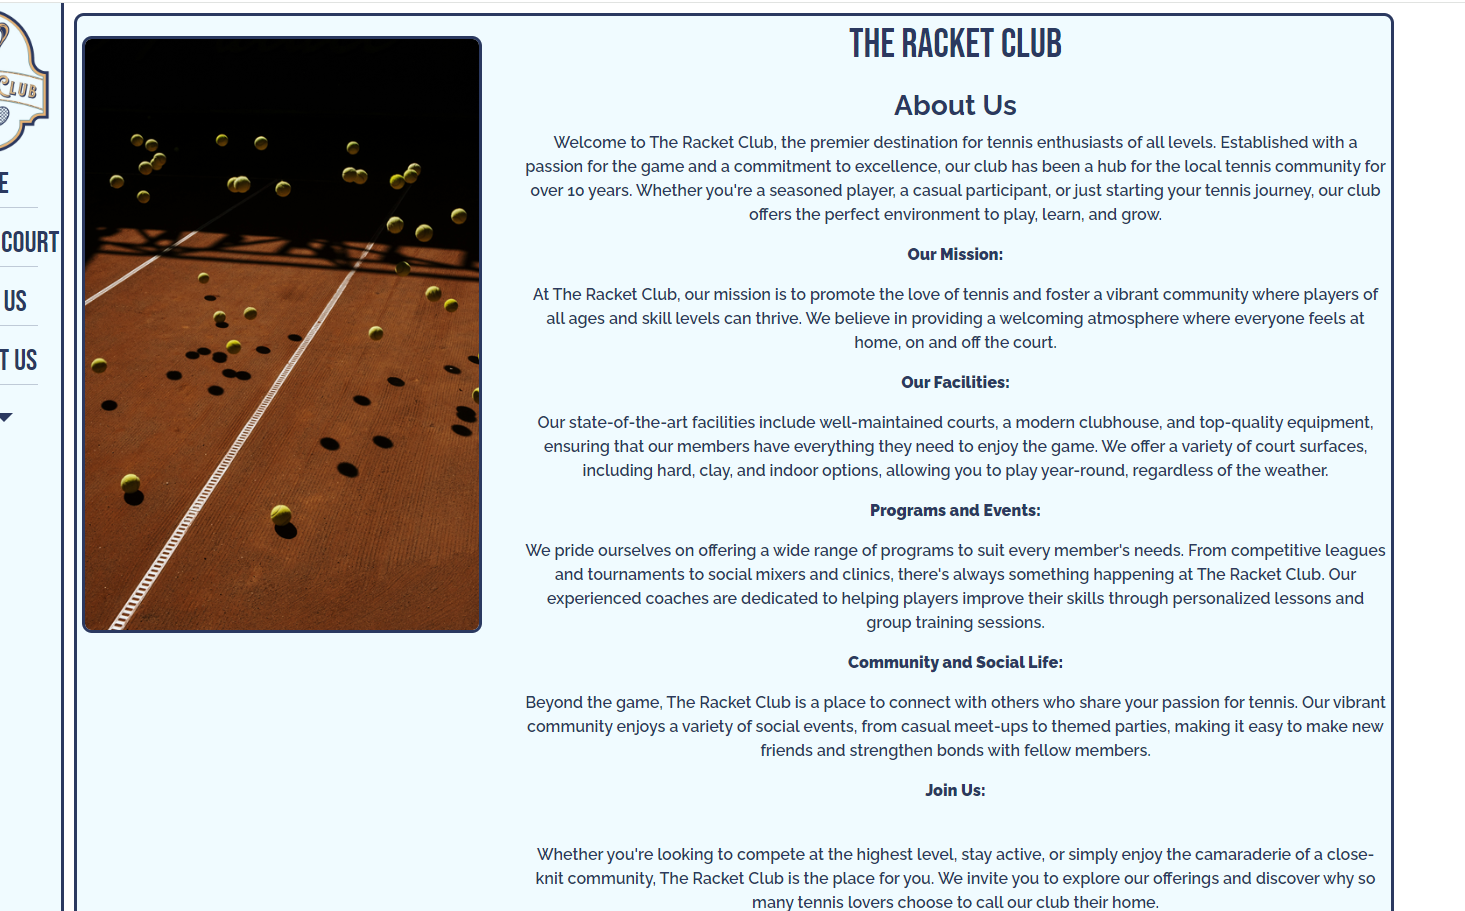 CLUB
E
COURT
US
T US
THE RACKET CLUB
About Us
Welcome to The Racket Club, the premier destination for tennis enthusiasts of all levels. Established with a
passion for the game and a commitment to excellence, our club has been a hub for the local tennis community for
over 10 years. Whether you're a seasoned player, a casual participant, or just starting your tennis journey, our club
offers the perfect environment to play, learn, and grow.
Our Mission:
At The Racket Club, our mission is to promote the love of tennis and foster a vibrant community where players of
all ages and skill levels can thrive. We believe in providing a welcoming atmosphere where everyone feels at
home, on and off the court.
Our Facilities:
Our state-of-the-art facilities include well-maintained courts, a modern clubhouse, and top-quality equipment,
ensuring that our members have everything they need to enjoy the game. We offer a variety of court surfaces,
including hard, clay, and indoor options, allowing you to play year-round, regardless of the weather.
Programs and Events:
We pride ourselves on offering a wide range of programs to suit every member's needs. From competitive leagues
and tournaments to social mixers and clinics, there's always something happening at The Racket Club. Our
experienced coaches are dedicated to helping players improve their skills through personalized lessons and
group training sessions.
Community and Social Life:
Beyond the game, The Racket Club is a place to connect with others who share your passion for tennis. Our vibrant
community enjoys a variety of social events, from casual meet-ups to themed parties, making it easy to make new
friends and strengthen bonds with fellow members.
Join Us:
Whether you're looking to compete at the highest level, stay active, or simply enjoy the camaraderie of a close-
knit community, The Racket Club is the place for you. We invite you to explore our offerings and discover why so
many tennis lovers choose to call our club their home.